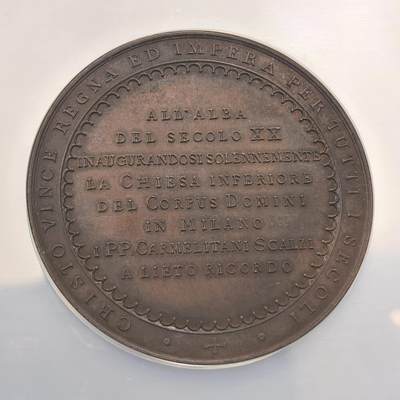 CRISTO VINCE REGNA ED IMPERA PER TUTTI I SECOLI
ALL'ALBA
DEL SECOLO XX
INAUGURANDOSI SOLENNEMENTE
LA CHIESA INFERIORE
DEL CORPUS DOMINI
IN MILANO
I PP. CARMELITANI SCALZI
A LIETO RICORDO